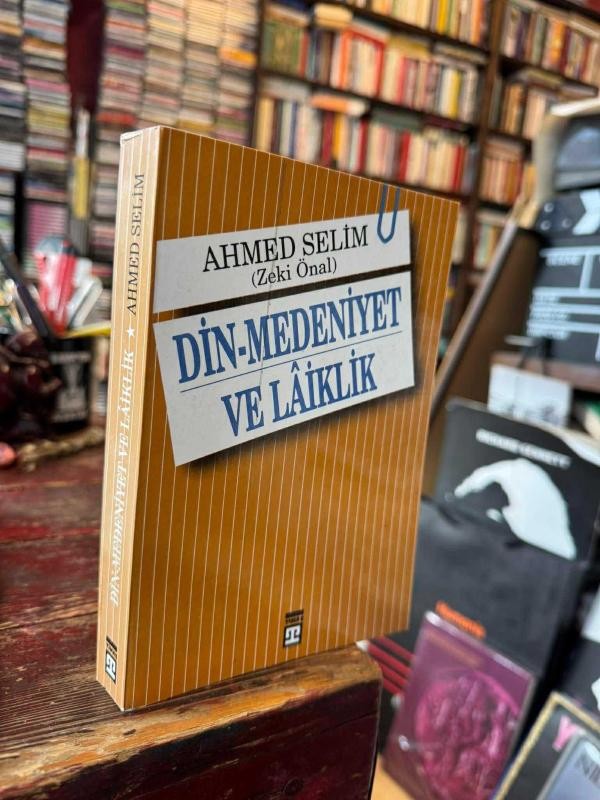 AHMED SELİM
(Zeki Önal)
DİN-MEDENİYET
VE LÂİKLİK
DİN-MEDENİYET VE LÂİKLİK ★ AHMED SELİM